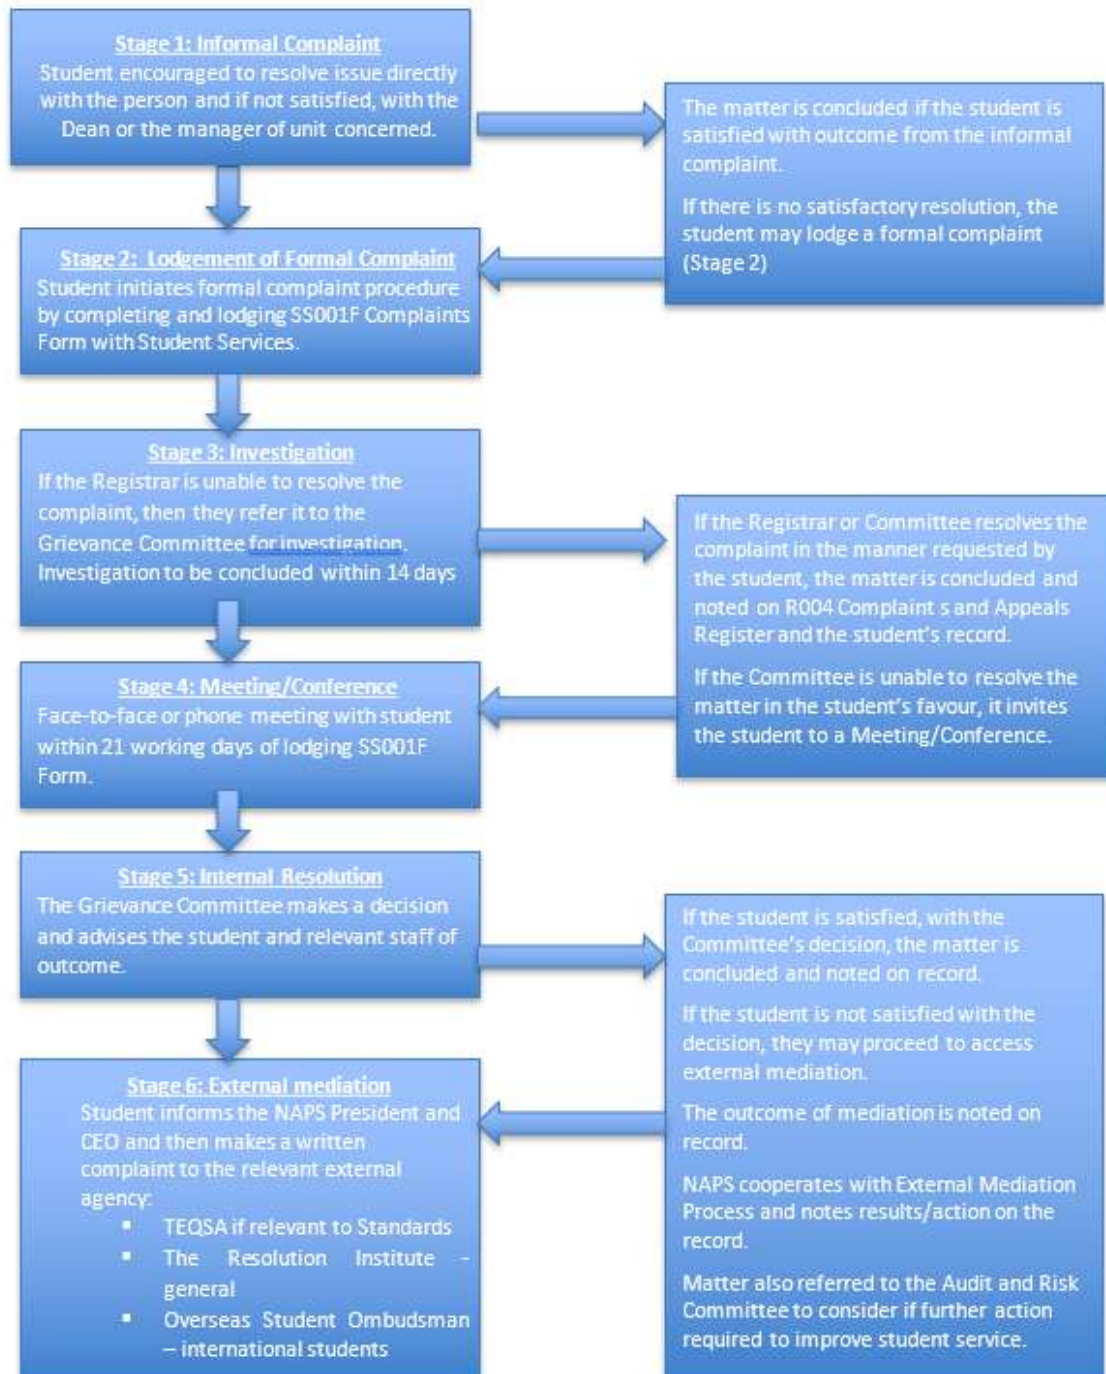 Stage 1: Informal Complaint
Student encouraged to resolve issue directly
with the person and if not satisfied, with the
Dean or the manager of unit concerned.
The matter is concluded if the student is
satisfied with outcome from the informal
complaint.
If there is no satisfactory resolution, the
student may lodge a formal complaint
(Stage 2)
Stage 2: Lodgement of Formal Complaint
Student initiates formal complaint procedure
by completing and lodging SS001F Complaints
Form with Student Services.
Stage 3: Investigation
If the Registrar is unable to resolve the
complaint, then they refer it to the
Grievance Committee for investigation.
Investigation to be concluded within 14 days
If the Registrar or Committee resolves the
complaint in the manner requested by
the student, the matter is concluded and
noted on R004 Complaint s and Appeals
Register and the student's record.
If the Committee is unable to resolve the
matter in the student's favour, it invites
the student to a Meeting/Conference.
Stage 4: Meeting/Conference
Face-to-face or phone meeting with student
within 21 working days of lodging SS001F
Form.
Stage 5: Internal Resolution
The Grievance Committee makes a decision
and advises the student and relevant staff of
outcome.
If the student is satisfied, with the
Committee's decision, the matter is
concluded and noted on record.
If the student is not satisfied with the
decision, they may proceed to access
external mediation.
The outcome of mediation is noted on
record.
NAPS cooperates with External Mediation
Process and notes results/action on the
record.
Matter also referred to the Audit and Risk
Committee to consider if further action
required to improve student service.
Stage 6: External mediation
Student informs the NAPS President and
CEO and then makes a written
complaint to the relevant external
agency:
▪ TEQSA if relevant to Standards
▪ The Resolution Institute -
general
▪ Overseas Student Ombudsman
– international students